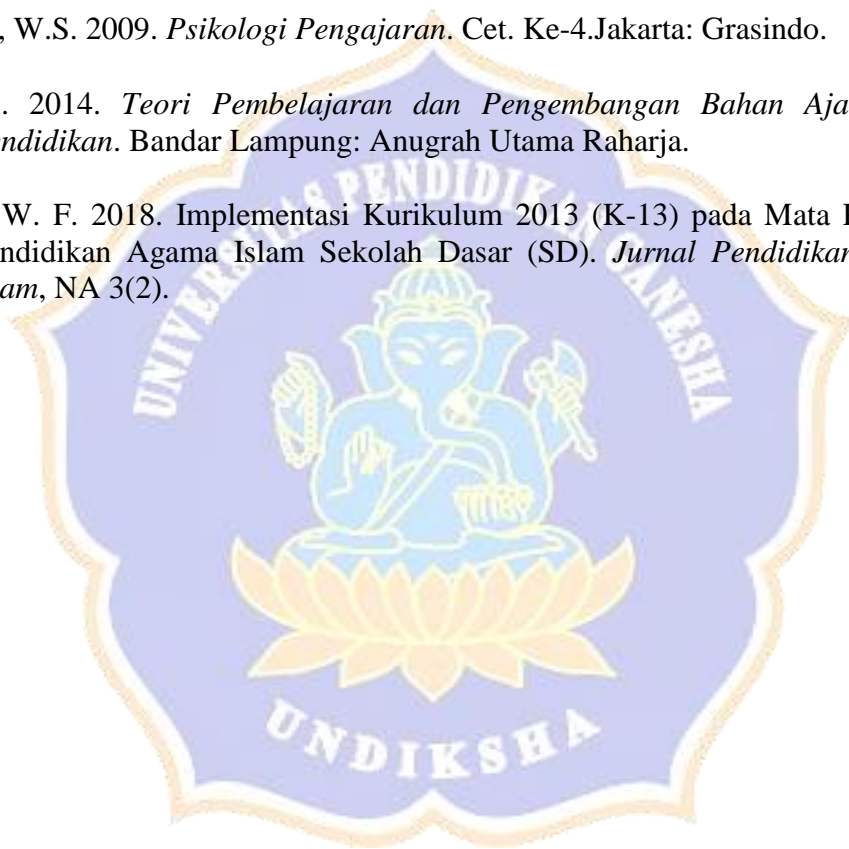 , W.S. 2009. Psikologi Pengajaran. Cet. Ke-4.Jakarta: Grasindo.
. 2014. Teori Pembelajaran dan Pengembangan Bahan Aja
endidikan. Bandar Lampung: Anugrah Utama Raharja.
W. F. 2018. Implementasi Kurikulum 2013 (K-13) pada Mata
ndidikan Agama Islam Sekolah Dasar (SD). Jurnal Pendidikan
am, NA 3(2).
UNIVERSITAS PENDIDIKAN GANESHA
UNDIKSHA